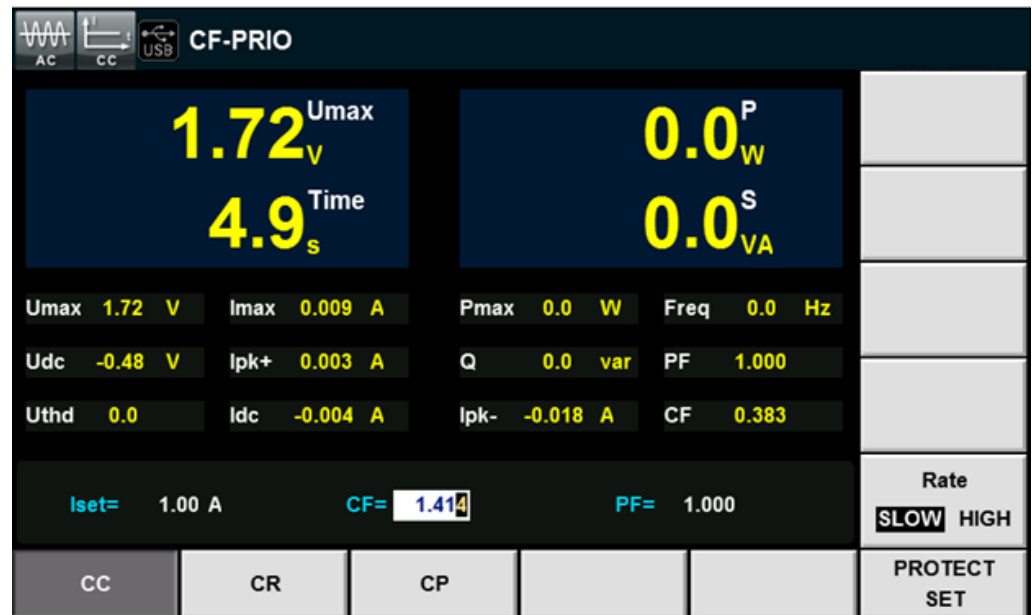 AC CC USB CF-PRIO
1.72 Umax V 0.0 P W
4.9 Time s 0.0 S VA
Umax 1.72 V Imax 0.009 A Pmax 0.0 W Freq 0.0 Hz
Udc -0.48 V Ipk+ 0.003 A Q 0.0 var PF 1.000
Uthd 0.0 Idc -0.004 A Ipk- -0.018 A CF 0.383
Iset= 1.00 A CF= 1.414 PF= 1.000
Rate
SLOW HIGH
CC CR CP
PROTECT
SET